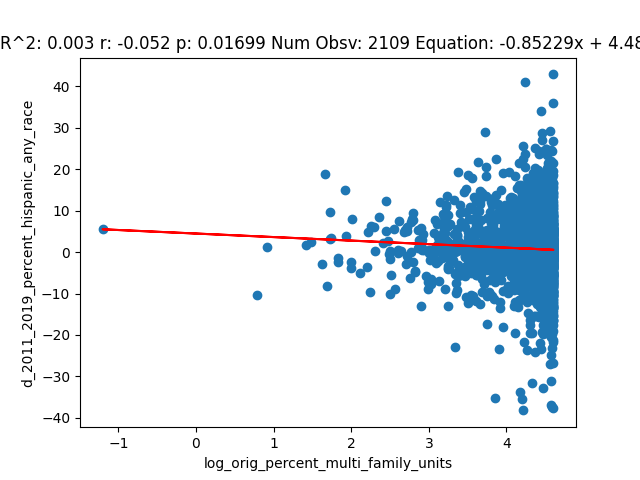 R^2: 0.003 r: -0.052 p: 0.01699 Num Obsv: 2109 Equation: -0.85229x + 4.48
d_2011_2019_percent_hispanic_any_race
40
30
20
10
0
−10
−20
−30
−40
−1 0 1 2 3 4
log_orig_percent_multi_family_units